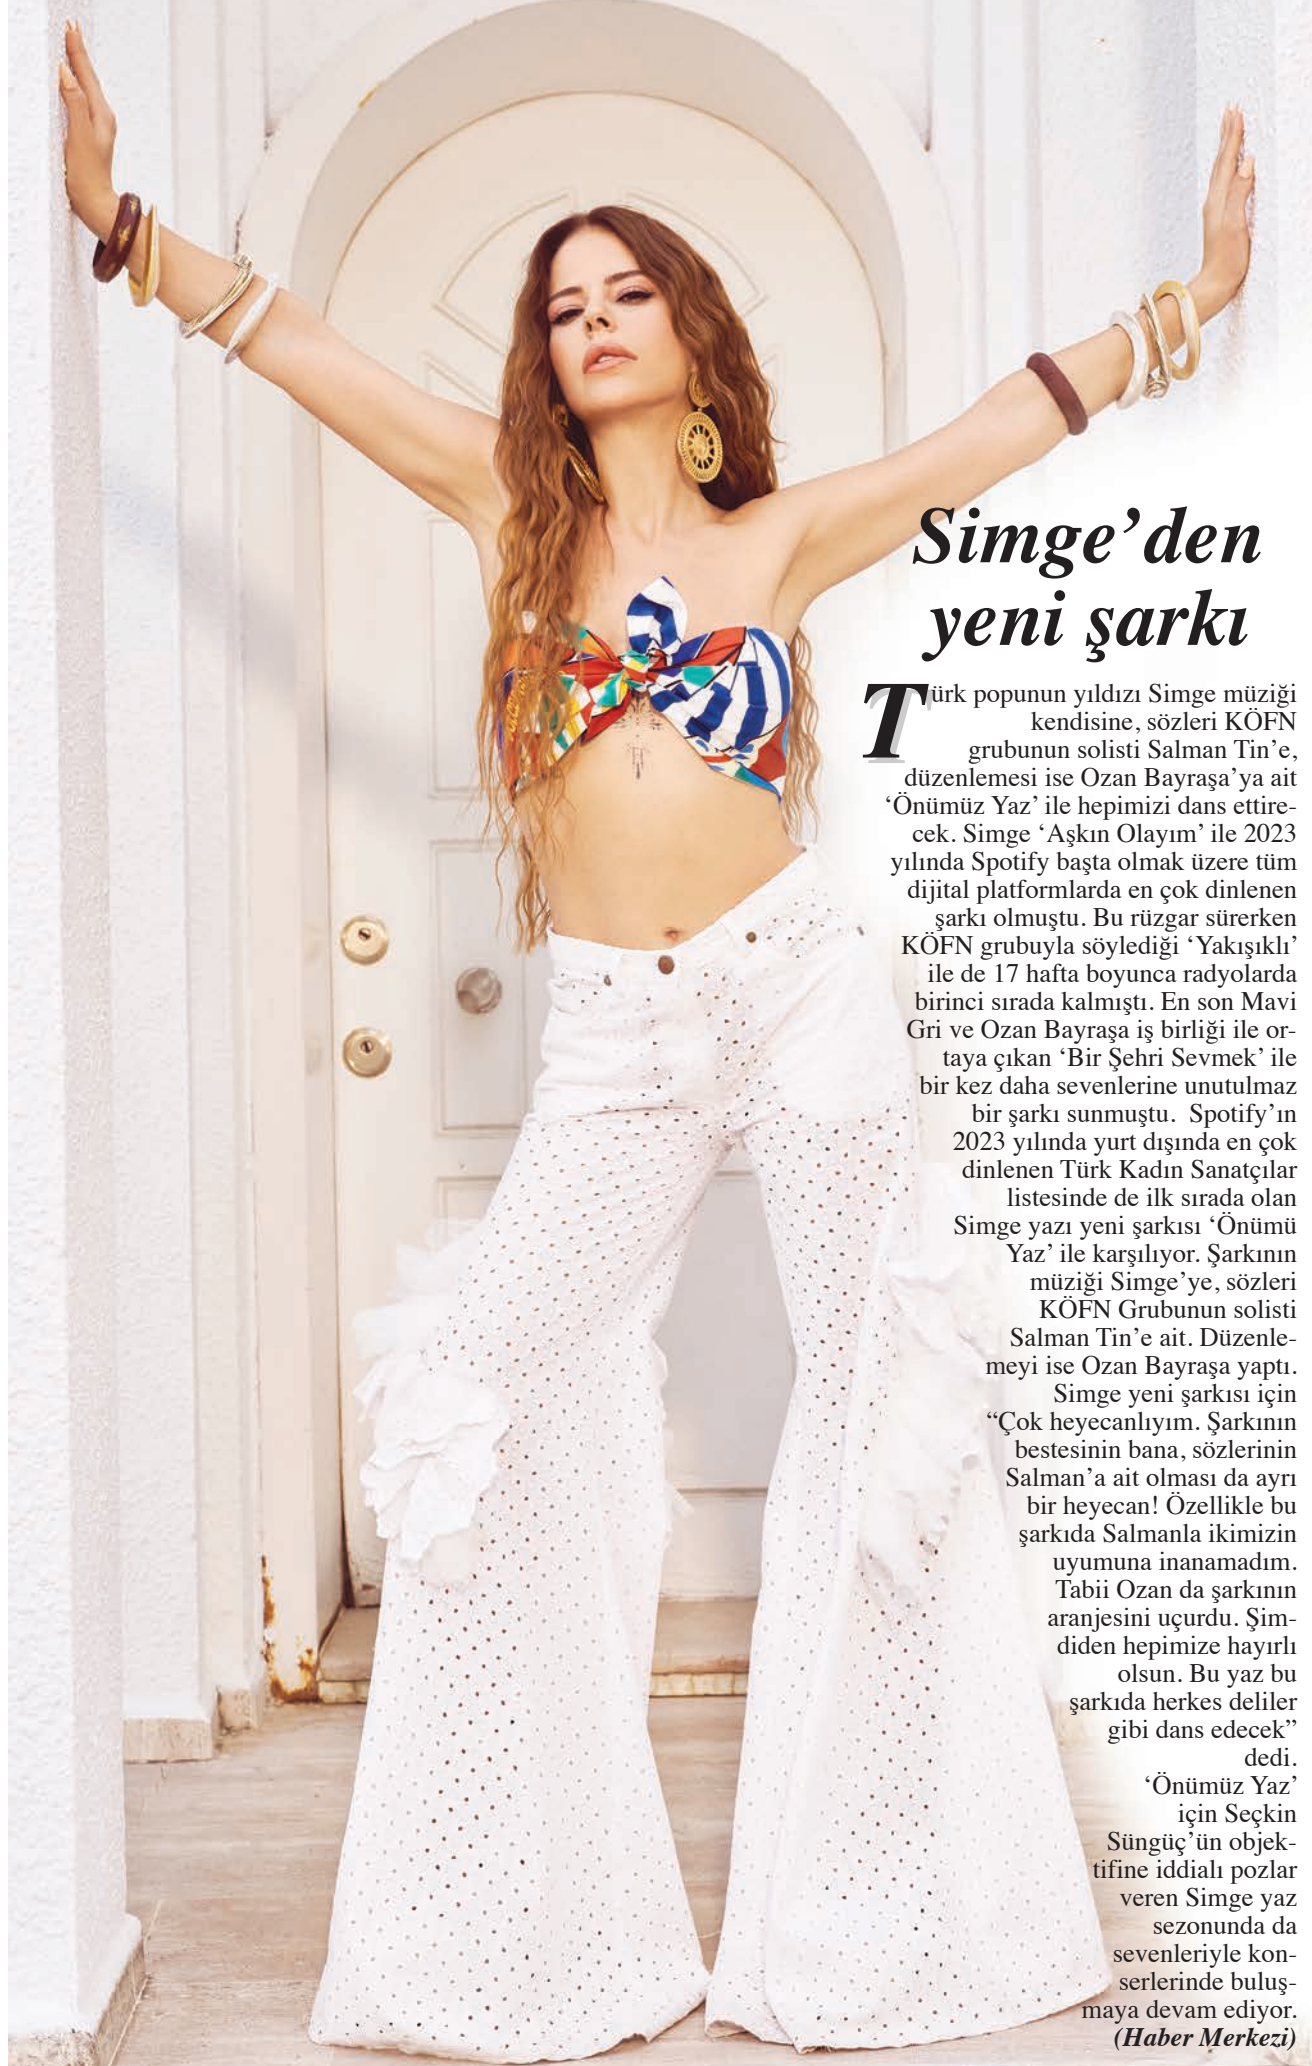 Simge’den
yeni şarkı
Türk popunun yıldızı Simge müziği
kendisine, sözleri KÖFN
grubunun solisti Salman Tin’e,
düzenlemesi ise Ozan Bayraşa’ya ait
‘Önümüz Yaz’ ile hepimizi dans ettire-
cek. Simge ‘Aşkın Olayım’ ile 2023
yılında Spotify başta olmak üzere tüm
dijital platformlarda en çok dinlenen
şarkı olmuştu. Bu rüzgar sürerken
KÖFN grubuyla söylediği ‘Yakışıklı’
ile de 17 hafta boyunca radyolarda
birinci sırada kalmıştı. En son Mavi
Gri ve Ozan Bayraşa iş birliği ile or-
taya çıkan ‘Bir Şehri Sevmek’ ile
bir kez daha sevenlerine unutulmaz
bir şarkı sunmuştu. Spotify’ın
2023 yılında yurt dışında en çok
dinlenen Türk Kadın Sanatçılar
listesinde de ilk sırada olan
Simge yazı yeni şarkısı ‘Önümü
Yaz’ ile karşılıyor. Şarkının
müziği Simge’ye, sözleri
KÖFN Grubunun solisti
Salman Tin’e ait. Düzenle-
meyi ise Ozan Bayraşa yaptı.
Simge yeni şarkısı için
“Çok heyecanlıyım. Şarkının
bestesinin bana, sözlerinin
Salman’a ait olması da ayrı
bir heyecan! Özellikle bu
şarkıda Salmanla ikimizin
uyumuna inanamadım.
Tabii Ozan da şarkının
aranjesini uçurdu. Şim-
diden hepimize hayırlı
olsun. Bu yaz bu
şarkıda herkes deliler
gibi dans edecek”
dedi.
‘Önümüz Yaz’
için Seçkin
Süngüç’ün objek-
tifine iddialı pozlar
veren Simge yaz
sezonunda da
sevenleriyle kon-
serlerinde buluş-
maya devam ediyor.
(Haber Merkezi)